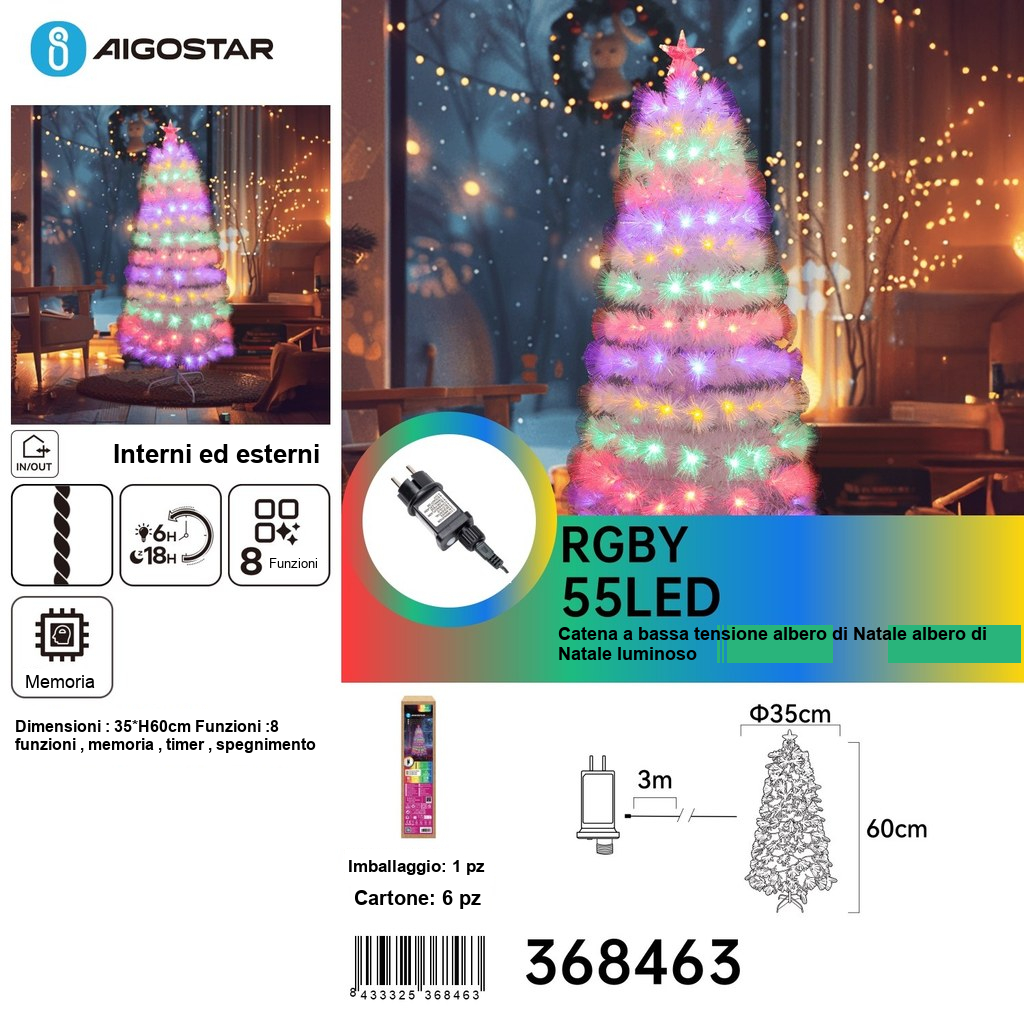 AIGOSTAR
IN/OUT
Interni ed esterni
6H
18H
8 Funzioni
Memoria
Dimensioni : 35*H60cm Funzioni :8
funzioni , memoria , timer , spegnimento
RGBY
55LED
Catena a bassa tensione albero di Natale albero di
Natale luminoso
AIGOSTAR
Φ35cm
3m
60cm
Imballaggio: 1 pz
Cartone: 6 pz
8 433325 368463
368463